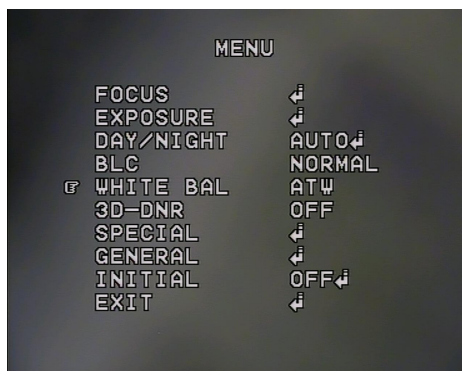 MENU
FOCUS ↲
EXPOSURE ↲
DAY/NIGHT AUTO↲
BLC NORMAL
☞ WHITE BAL ATW
3D-DNR OFF
SPECIAL ↲
GENERAL ↲
INITIAL OFF↲
EXIT ↲